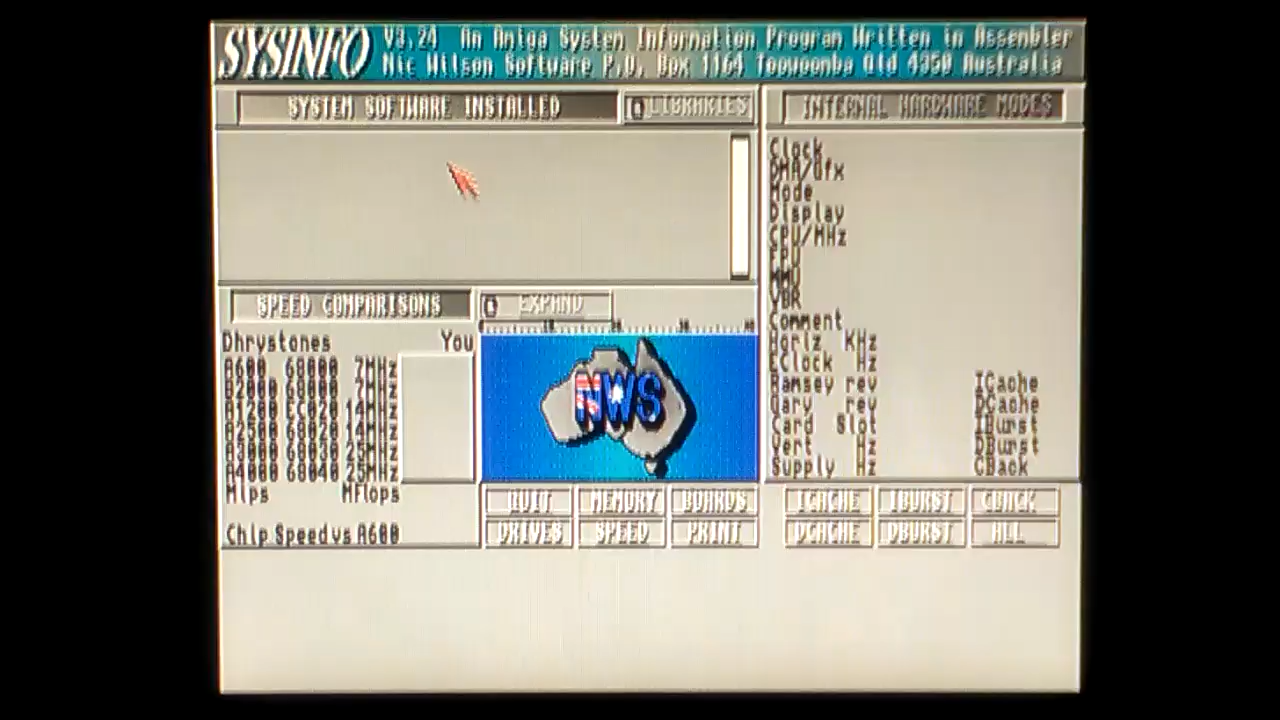 SYSINFO
V3.24 An Amiga System Information Program Written in Assembler
Nic Wilson Software P.O. Box 1164 Toowoomba Qld 4350 Australia
SYSTEM SOFTWARE INSTALLED
LIBRARIES
INTERNAL HARDWARE MODES
Clock
DMA/Gfx
Mode
Display
CPU/MHz
FPU
MMU
VBR
Comment
Horiz KHz
EClock Hz
Ramsey rev ICache
Gary rev DCache
Card Slot IBurst
Vert Hz DBurst
Supply Hz CBack
SPEED COMPARISONS
EXPAND
Dhrystones You
10 20 30 40
A600 68000 7MHz
B2000 68000 7MHz
A1200 EC020 14MHz
A2500 68020 14MHz
A3000 68030 25MHz
A4000 68040 25MHz
Mips MFlops
Chip Speed vs A600
NWS
QUIT MEMORY BOARDS
DRIVES SPEED PRINT
ICACHE IBURST CBACK
DCACHE DBURST ALL